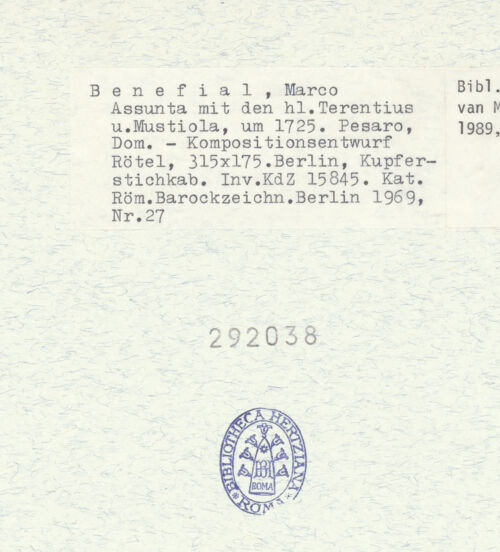 B e n e f i a l , Marco
Assunta mit den hl.Terentius
u.Mustiola, um 1725. Pesaro,
Dom. - Kompositionsentwurf
Rötel, 315x175.Berlin, Kupfer-
stichkab. Inv.KdZ 15845. Kat.
Röm.Barockzeichn.Berlin 1969,
Nr.27
Bibl.
van M
1989,
292038
BIBLIOTHECA HERTZIANA
BH
ROMA
ROMA